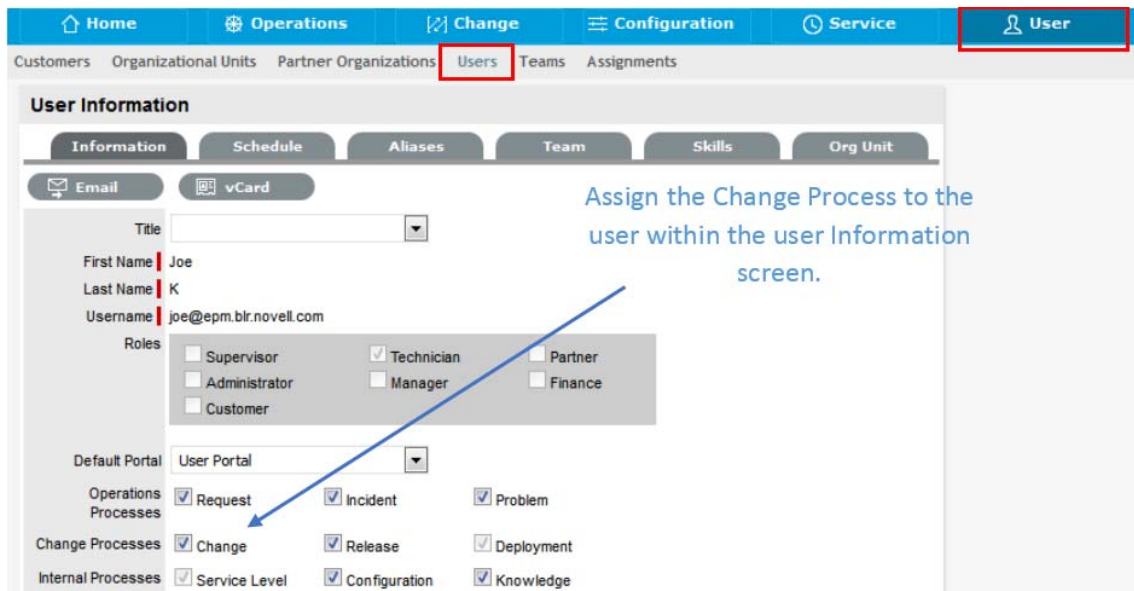 Home Operations Change Configuration Service User
Customers Organizational Units Partner Organizations Users Teams Assignments
User Information
Information Schedule Aliases Team Skills Org Unit
Email vCard
Assign the Change Process to the
user within the user Information
screen.
Title
First Name Joe
Last Name K
Username joe@epm.blr.novell.com
Roles
Supervisor Technician Partner
Administrator Manager Finance
Customer
Default Portal User Portal
Operations
Processes
Request Incident Problem
Change Processes Change Release Deployment
Internal Processes Service Level Configuration Knowledge